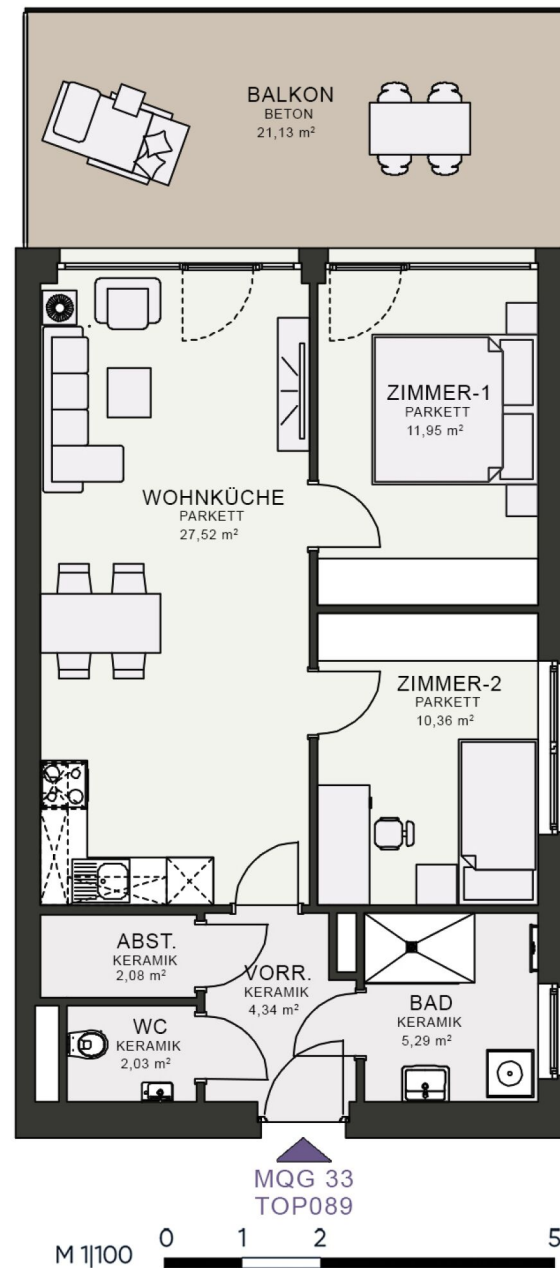 BALKON
BETON
21,13 m²
ZIMMER-1
PARKETT
11,95 m²
WOHNKÜCHE
PARKETT
27,52 m²
ZIMMER-2
PARKETT
10,36 m²
ABST.
KERAMIK
2,08 m²
VORR.
KERAMIK
4,34 m²
WC
KERAMIK
2,03 m²
BAD
KERAMIK
5,29 m²
MQG 33
TOP089
M 1|100 0 1 2 5